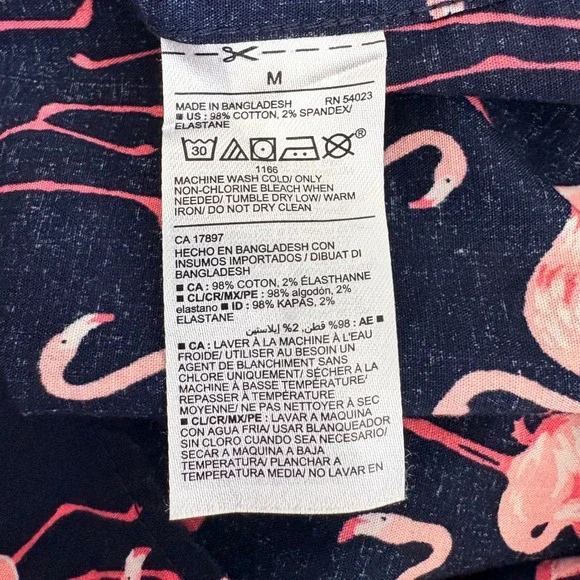 M
MADE IN BANGLADESH RN 54023
■ US : 98% COTTON, 2% SPANDEX/
ELASTANE
30 ®
1166
MACHINE WASH COLD/ ONLY
NON-CHLORINE BLEACH WHEN
NEEDED/ TUMBLE DRY LOW/ WARM
IRON/ DO NOT DRY CLEAN
CA 17897
HECHO EN BANGLADESH CON
INSUMOS IMPORTADOS / DIBUAT DI
BANGLADESH
■ CA : 98% COTON, 2% ÉLASTHANNE
■ CL/CR/MX/PE : 98% algodón, 2%
elastano ■ ID : 98% KAPAS, 2%
ELASTANE
■ AE : 98% قطن, 2% إيلاستين
■ CA : LAVER À LA MACHINE À L'EAU
FROIDE/ UTILISER AU BESOIN UN
AGENT DE BLANCHIMENT SANS
CHLORE UNIQUEMENT/ SÉCHER À LA
MACHINE À BASSE TEMPÉRATURE/
REPASSER À TEMPÉRATURE
MOYENNE/ NE PAS NETTOYER À SEC
■ CL/CR/MX/PE : LAVAR A MAQUINA
CON AGUA FRIA/ USAR BLANQUEADOR
SIN CLORO CUANDO SEA NECESARIO/
SECAR A MAQUINA A BAJA
TEMPERATURA/ PLANCHAR A
TEMPERATURA MEDIA/ NO LAVAR EN